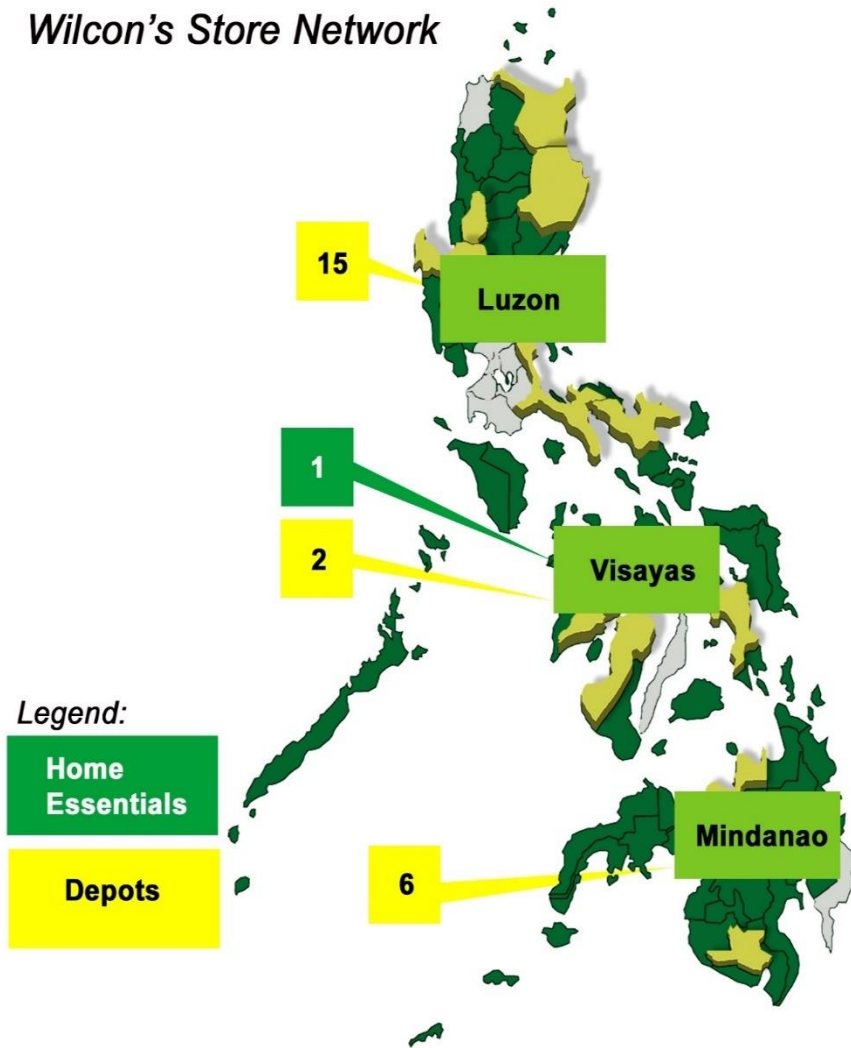 Wilcon's Store Network
15
Luzon
1
2
Visayas
Legend:
Home
Essentials
Depots
6
Mindanao